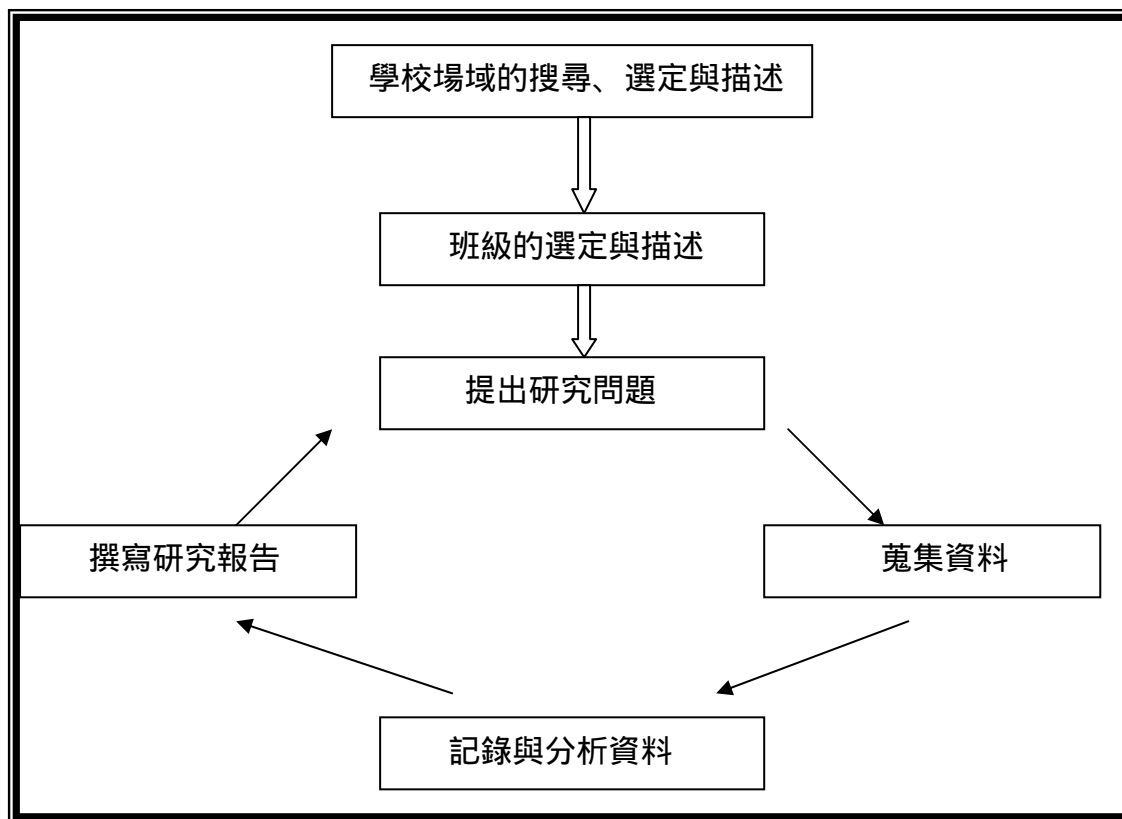 學校場域的搜尋、選定與描述
班級的選定與描述
提出研究問題
撰寫研究報告
蒐集資料
記錄與分析資料